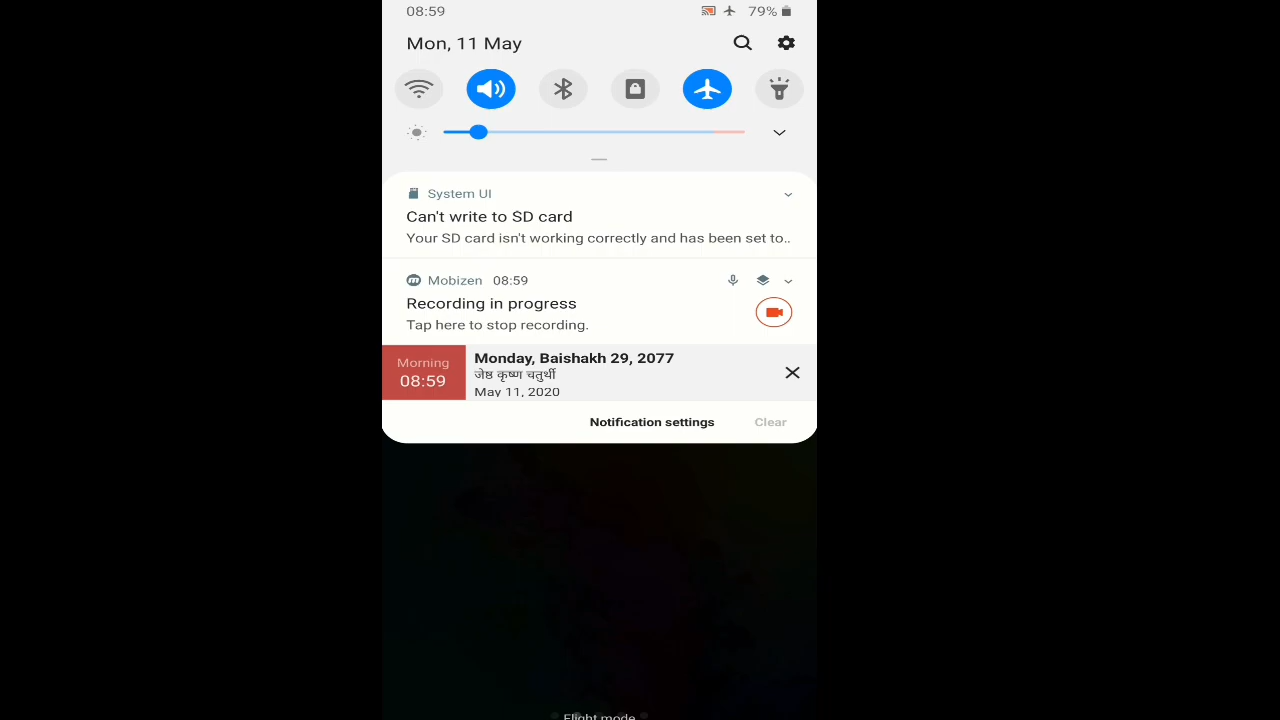 08:59
79%
Mon, 11 May
System UI
Can't write to SD card
Your SD card isn't working correctly and has been set to..
Mobizen 08:59
Recording in progress
Tap here to stop recording.
Morning
08:59
Monday, Baishakh 29, 2077
जेष्ठ कृष्ण चतुर्थी
May 11, 2020
Notification settings
Clear
Flight mode